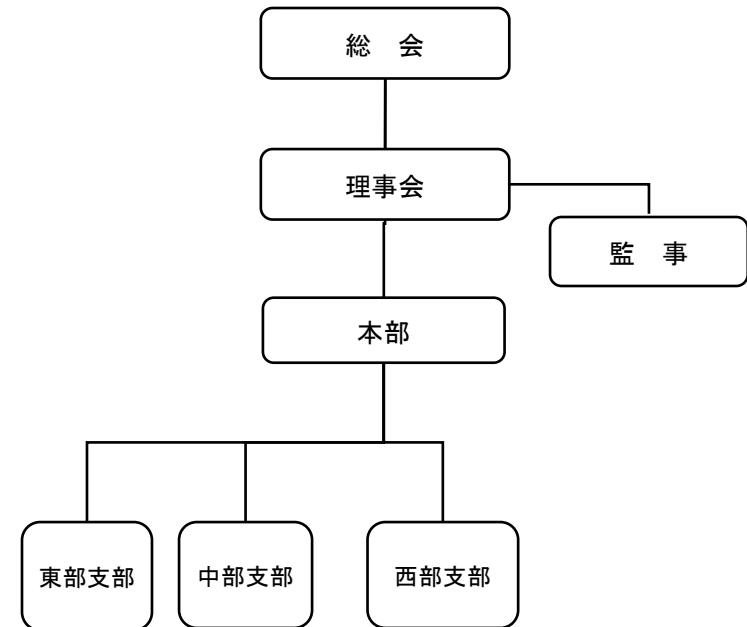 総　会
理事会
監　事
本部
東部支部
中部支部
西部支部